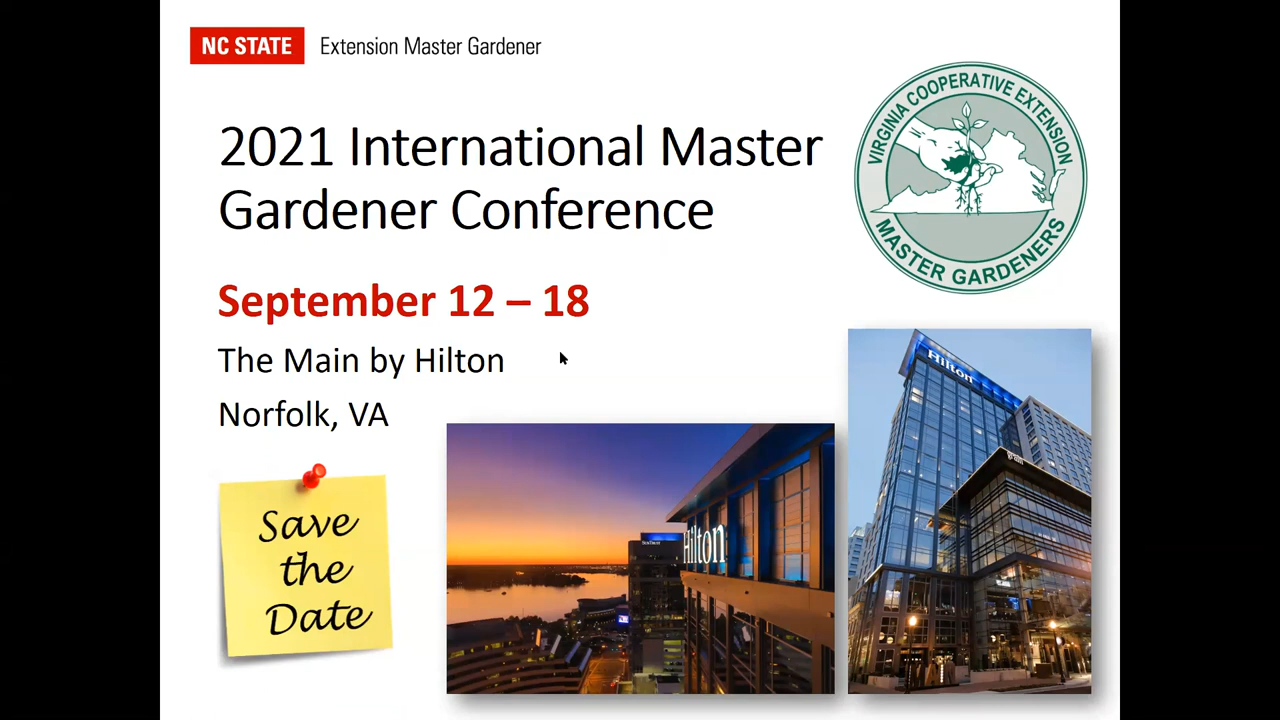 NC STATE Extension Master Gardener
2021 International Master
Gardener Conference
VIRGINIA COOPERATIVE EXTENSION
MASTER GARDENERS
September 12 – 18
The Main by Hilton
Norfolk, VA
Save
the
Date
Hilton
Hilton